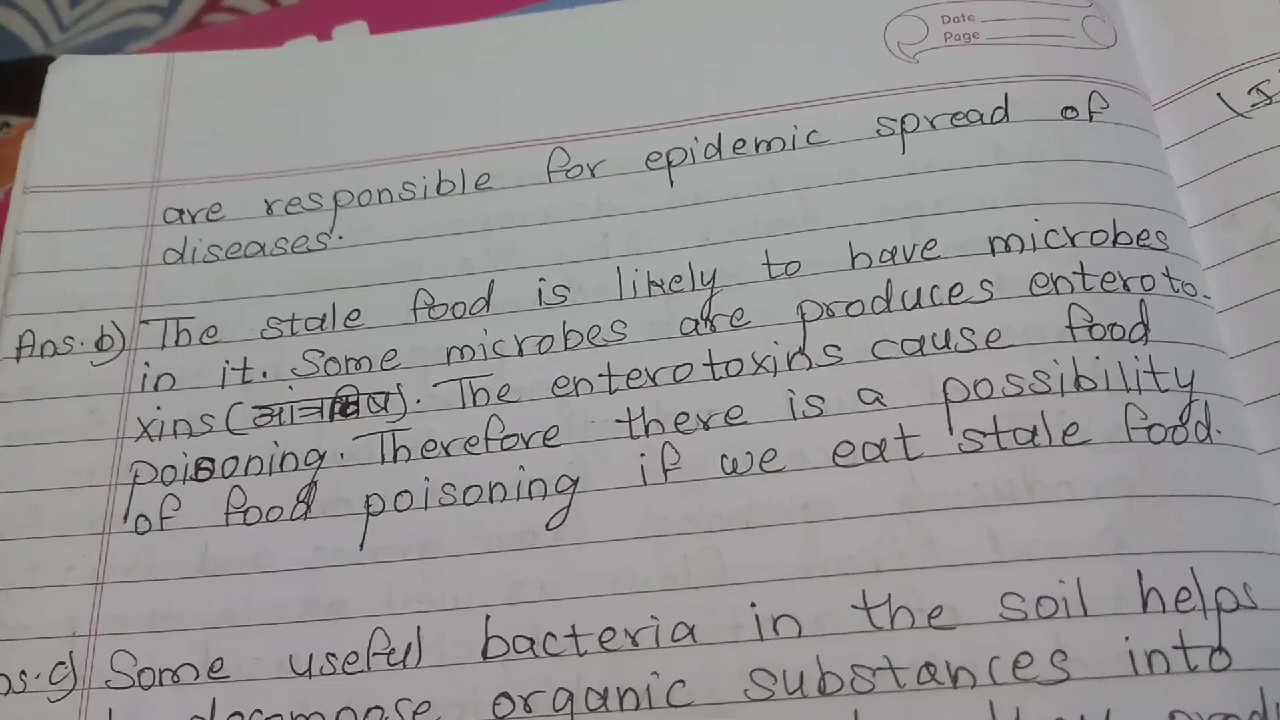 Date
Page
are responsible for epidemic spread of
diseases.
Ans. b) The stale food is likely to have microbes
in it. Some microbes are produces enteroto-
xins ( ). The enterotoxins cause food
poisoning. Therefore there is a possibility
of food poisoning if we eat stale food.
s. c) Some useful bacteria in the soil helps
decompose organic substances into